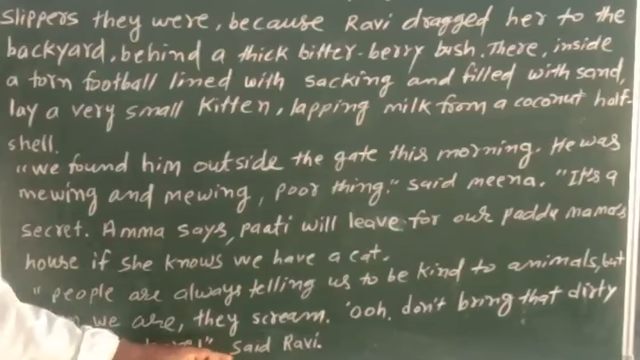 slippers they were, because Ravi dragged her to the
backyard, behind a thick bitter-berry bush. There, inside
a torn football lined with sacking and filled with sand,
lay a very small Kitten, lapping milk from a coconut half-
shell.
"We found him outside the gate this morning. He was
mewing and mewing, poor thing." said meena. "It's a
secret. Amma says, paati will leave for our paddu mama's
house if she knows we have a cat.
"people are always telling us to be kind to animals, but
we are, they scream. 'ooh, don't bring that dirty
said Ravi.